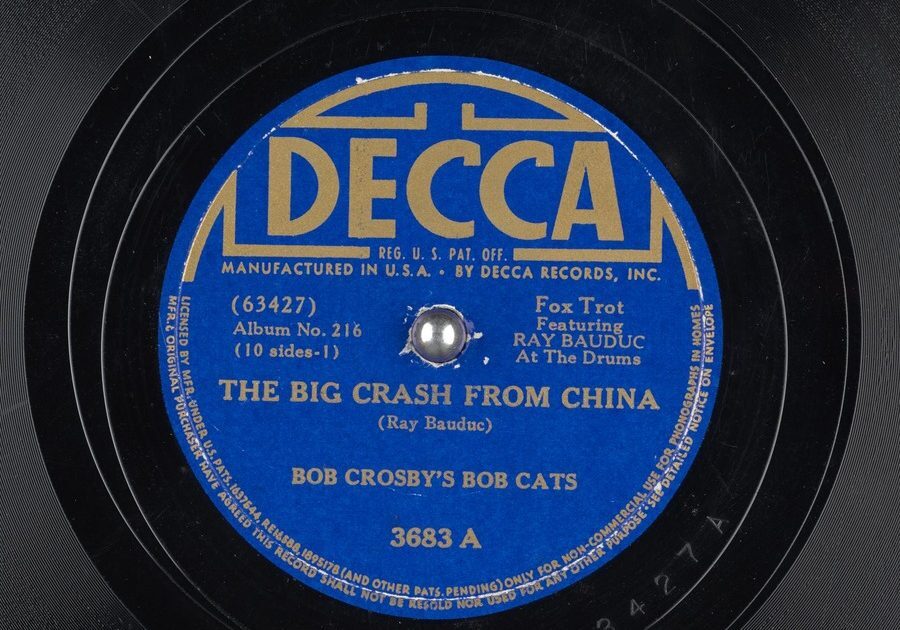 DECCA
REG. U. S. PAT. OFF.
MANUFACTURED IN U.S.A. • BY DECCA RECORDS, INC.
(63427)
Album No. 216
(10 sides-1)
Fox Trot
Featuring
RAY BAUDUC
At The Drums
THE BIG CRASH FROM CHINA
(Ray Bauduc)
BOB CROSBY'S BOB CATS
3683 A
LICENSED BY MFR. UNDER U.S. PATS. 1637544, RE16588, 1895178 (AND OTHER PATS. PENDING) ONLY FOR NON-COMMERCIAL USE FOR PHONOGRAPHS IN HOMES
MFR. & ORIGINAL PURCHASER HAVE AGREED THIS RECORD SHALL NOT BE RESOLD NOR USED FOR ANY OTHER PURPOSE • SEE DETAILED NOTICE ON ENVELOPE
3427A